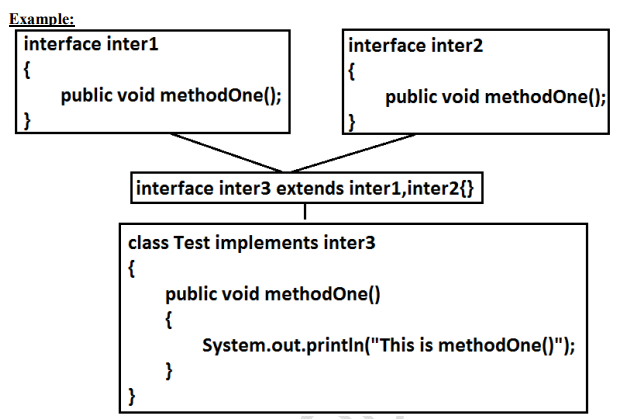 Example:
interface inter1
{
public void methodOne();
}
interface inter2
{
public void methodOne();
}
interface inter3 extends inter1,inter2{}
class Test implements inter3
{
public void methodOne()
{
System.out.println("This is methodOne()");
}
}